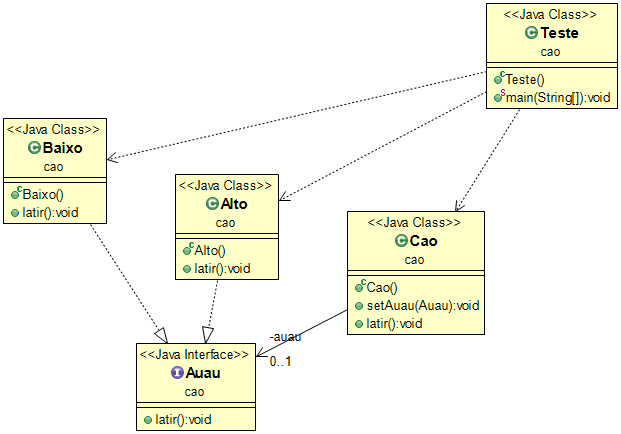 <<Java Class>>
Teste
cao
Teste()
main(String[]):void
<<Java Class>>
Baixo
cao
Baixo()
latir():void
<<Java Class>>
Alto
cao
Alto()
latir():void
<<Java Class>>
Cao
cao
Cao()
setAuau(Auau):void
latir():void
-auau
0..1
<<Java Interface>>
Auau
cao
latir():void